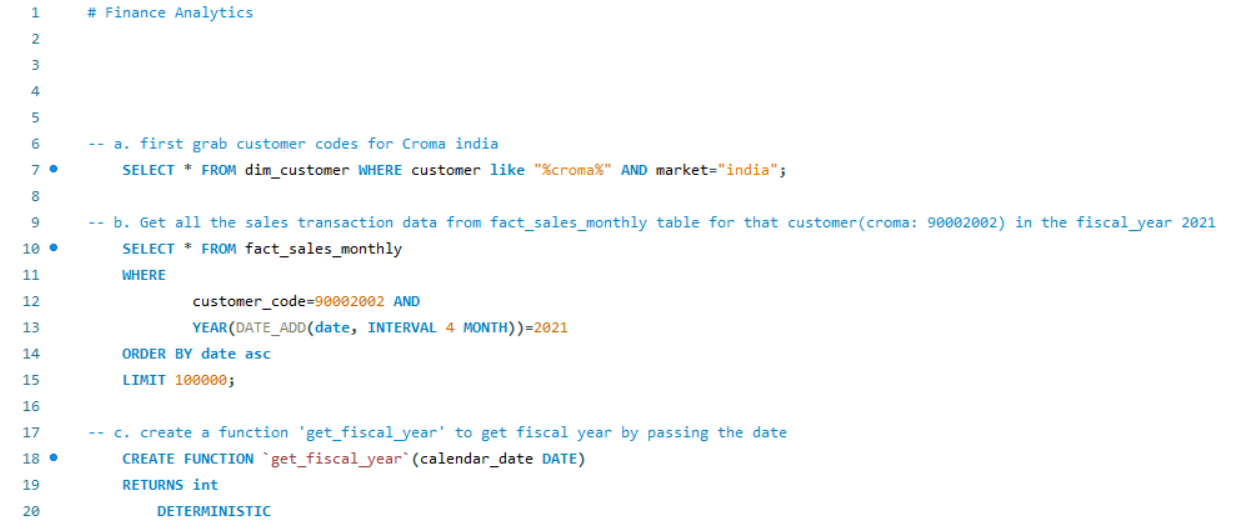 1 # Finance Analytics
2
3
4
5
6 -- a. first grab customer codes for Croma india
7 SELECT * FROM dim_customer WHERE customer like "%croma%" AND market="india";
8
9 -- b. Get all the sales transaction data from fact_sales_monthly table for that customer(croma: 90002002) in the fiscal_year 2021
10 SELECT * FROM fact_sales_monthly
11 WHERE
12 customer_code=90002002 AND
13 YEAR(DATE_ADD(date, INTERVAL 4 MONTH))=2021
14 ORDER BY date asc
15 LIMIT 100000;
16
17 -- c. create a function 'get_fiscal_year' to get fiscal year by passing the date
18 CREATE FUNCTION `get_fiscal_year`(calendar_date DATE)
19 RETURNS int
20 DETERMINISTIC